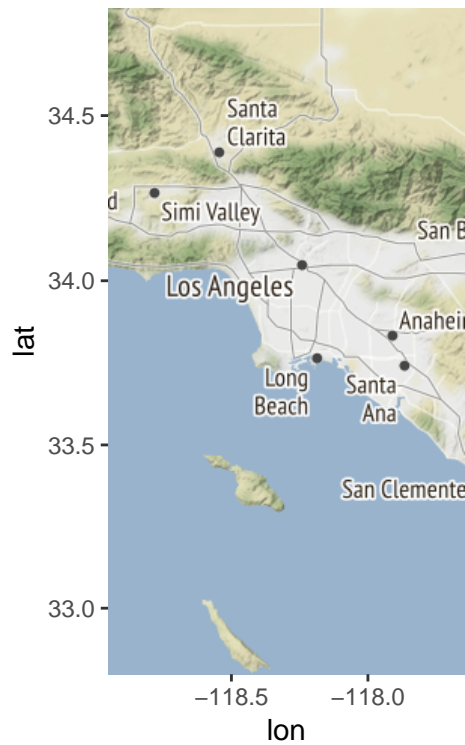 34.5
34.0
33.5
33.0
lat
Santa
Clarita
d
Simi Valley
San B
Los Angeles
Anahei
Long
Beach
Santa
Ana
San Clemente
−118.5
−118.0
lon